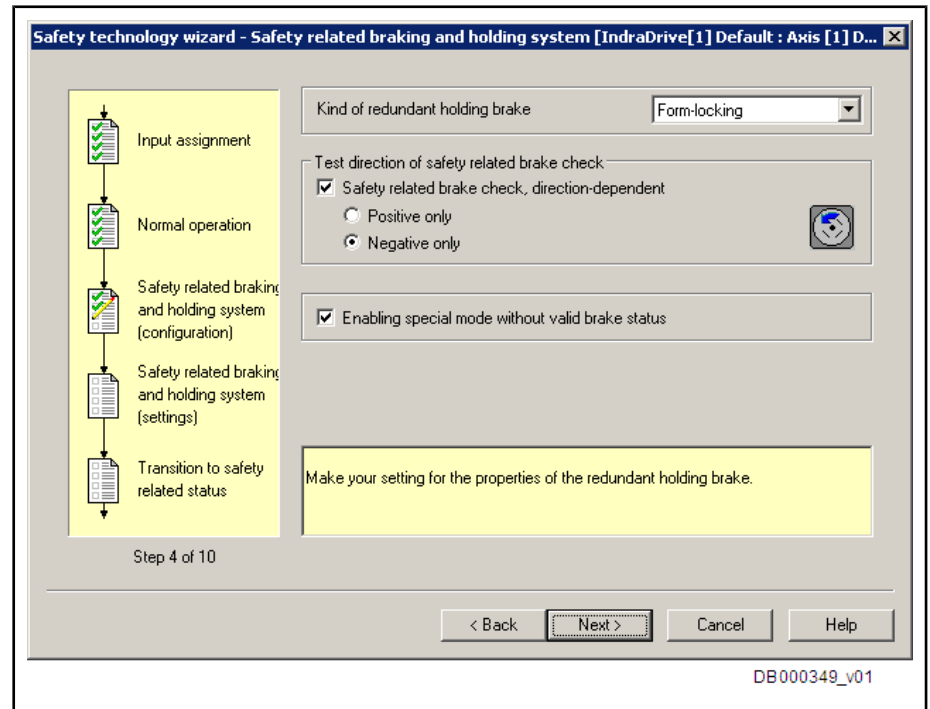 Safety technology wizard - Safety related braking and holding system [IndraDrive[1] Default : Axis [1] D...
Input assignment
Normal operation
Safety related braking
and holding system
(configuration)
Safety related braking
and holding system
(settings)
Transition to safety
related status
Step 4 of 10
Kind of redundant holding brake
Form-locking
Test direction of safety related brake check
Safety related brake check, direction-dependent
Positive only
Negative only
Enabling special mode without valid brake status
Make your setting for the properties of the redundant holding brake.
< Back
Next >
Cancel
Help
DB000349_v01